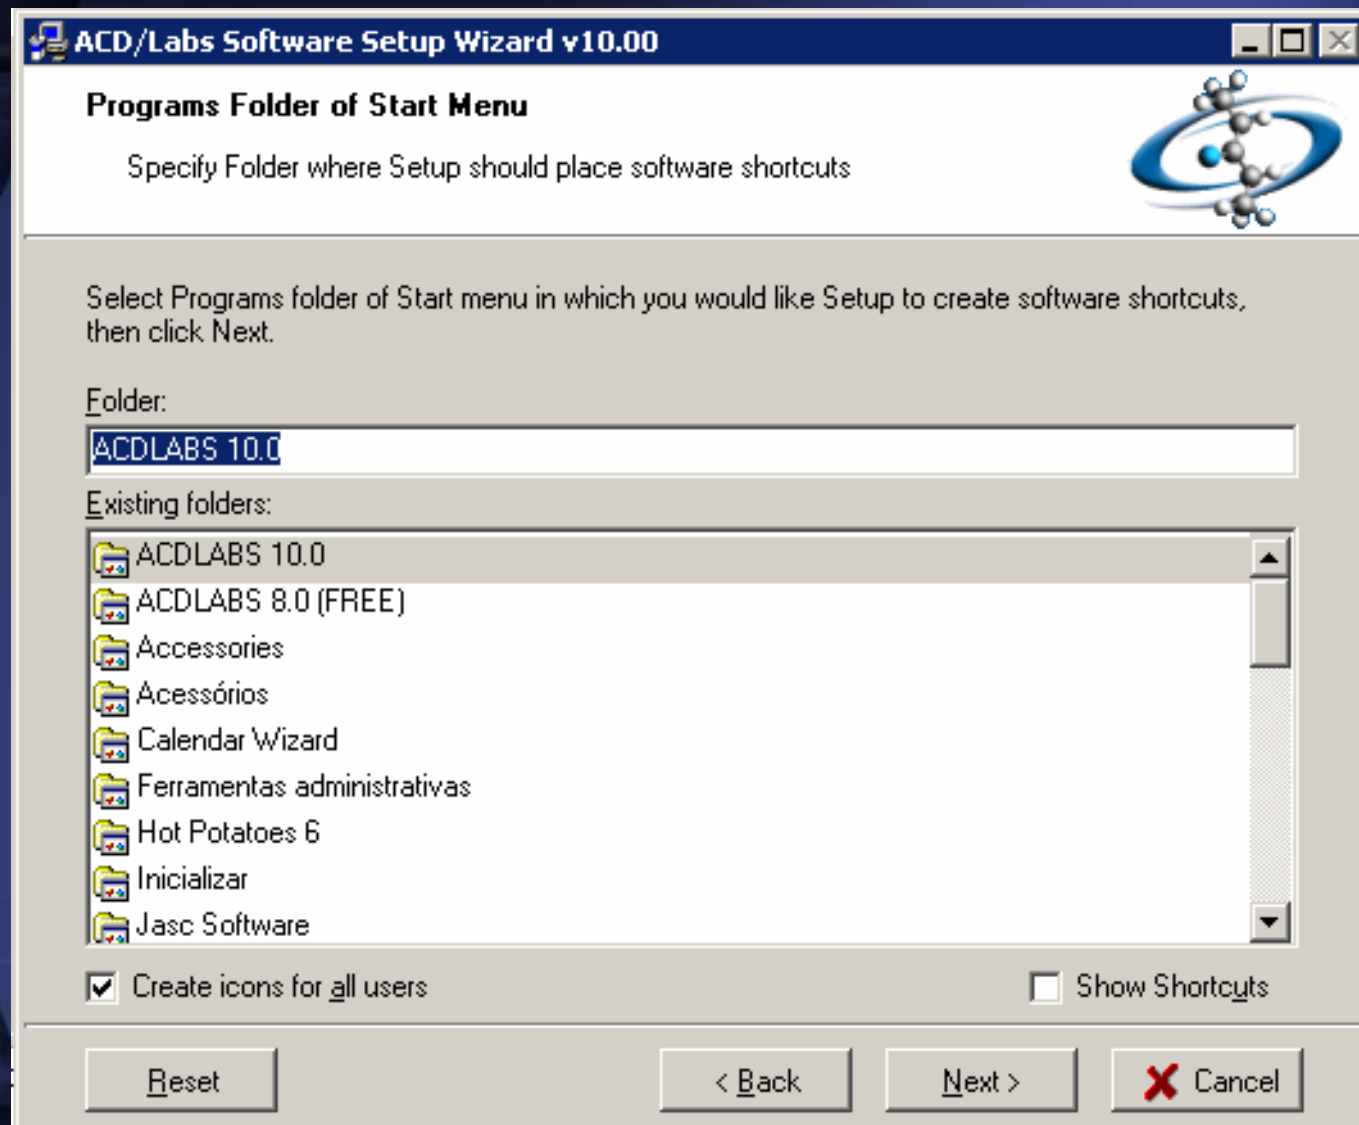 ACD/Labs Software Setup Wizard v10.00
Programs Folder of Start Menu
Specify Folder where Setup should place software shortcuts
Select Programs folder of Start menu in which you would like Setup to create software shortcuts,
then click Next.
Folder:
ACDLABS 10.0
Existing folders:
ACDLABS 10.0
ACDLABS 8.0 (FREE)
Accessories
Acessórios
Calendar Wizard
Ferramentas administrativas
Hot Potatoes 6
Inicializar
Jasc Software
Create icons for all users
Show Shortcuts
Reset
< Back
Next >
Cancel